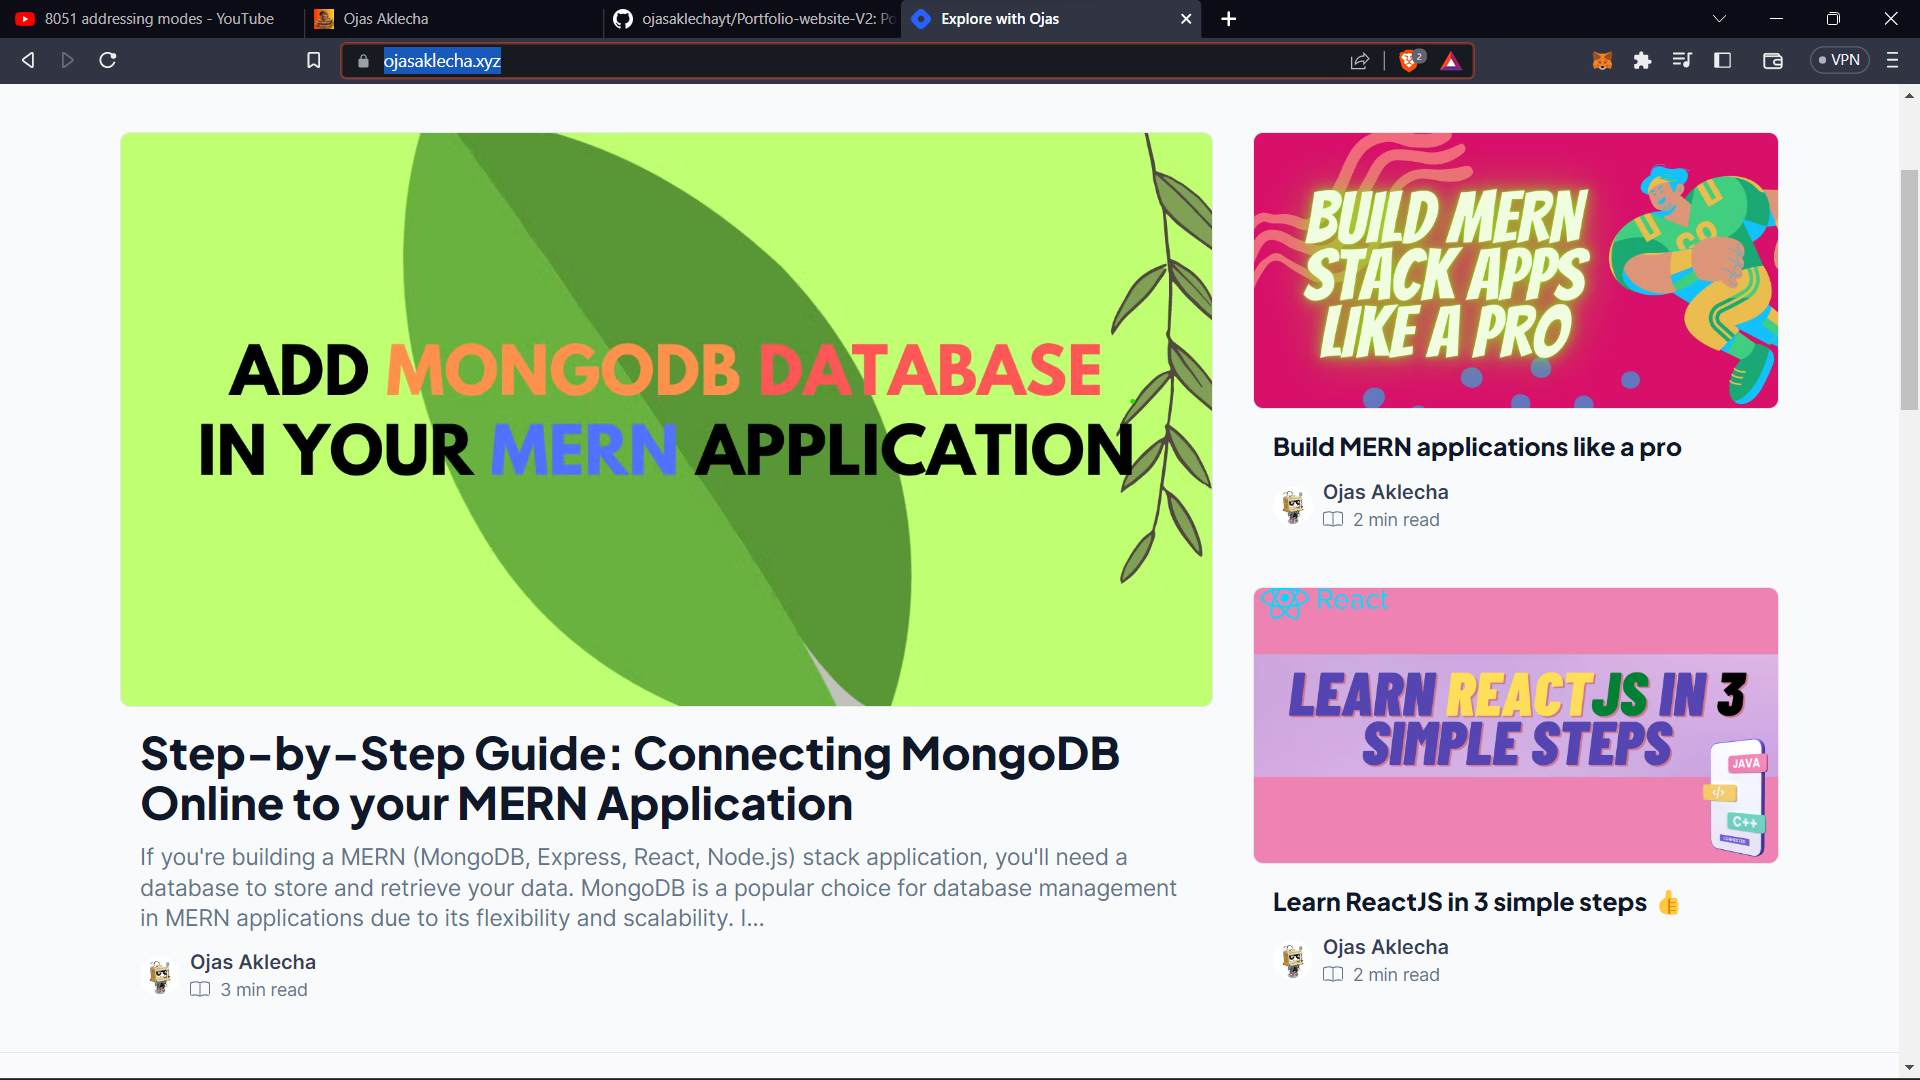 8051 addressing modes - YouTube
Ojas Aklecha
ojasaklechayt/Portfolio-website-V2: Po
Explore with Ojas
ojasaklecha.xyz
2
VPN
ADD MONGODB DATABASE
IN YOUR MERN APPLICATION
Step-by-Step Guide: Connecting MongoDB
Online to your MERN Application
If you're building a MERN (MongoDB, Express, React, Node.js) stack application, you'll need a
database to store and retrieve your data. MongoDB is a popular choice for database management
in MERN applications due to its flexibility and scalability. I...
Ojas Aklecha
3 min read
BUILD MERN
STACK APPS
LIKE A PRO
Build MERN applications like a pro
Ojas Aklecha
2 min read
React
LEARN REACTJS IN 3
SIMPLE STEPS
JAVA
</>
C++
Learn ReactJS in 3 simple steps 👍
Ojas Aklecha
2 min read